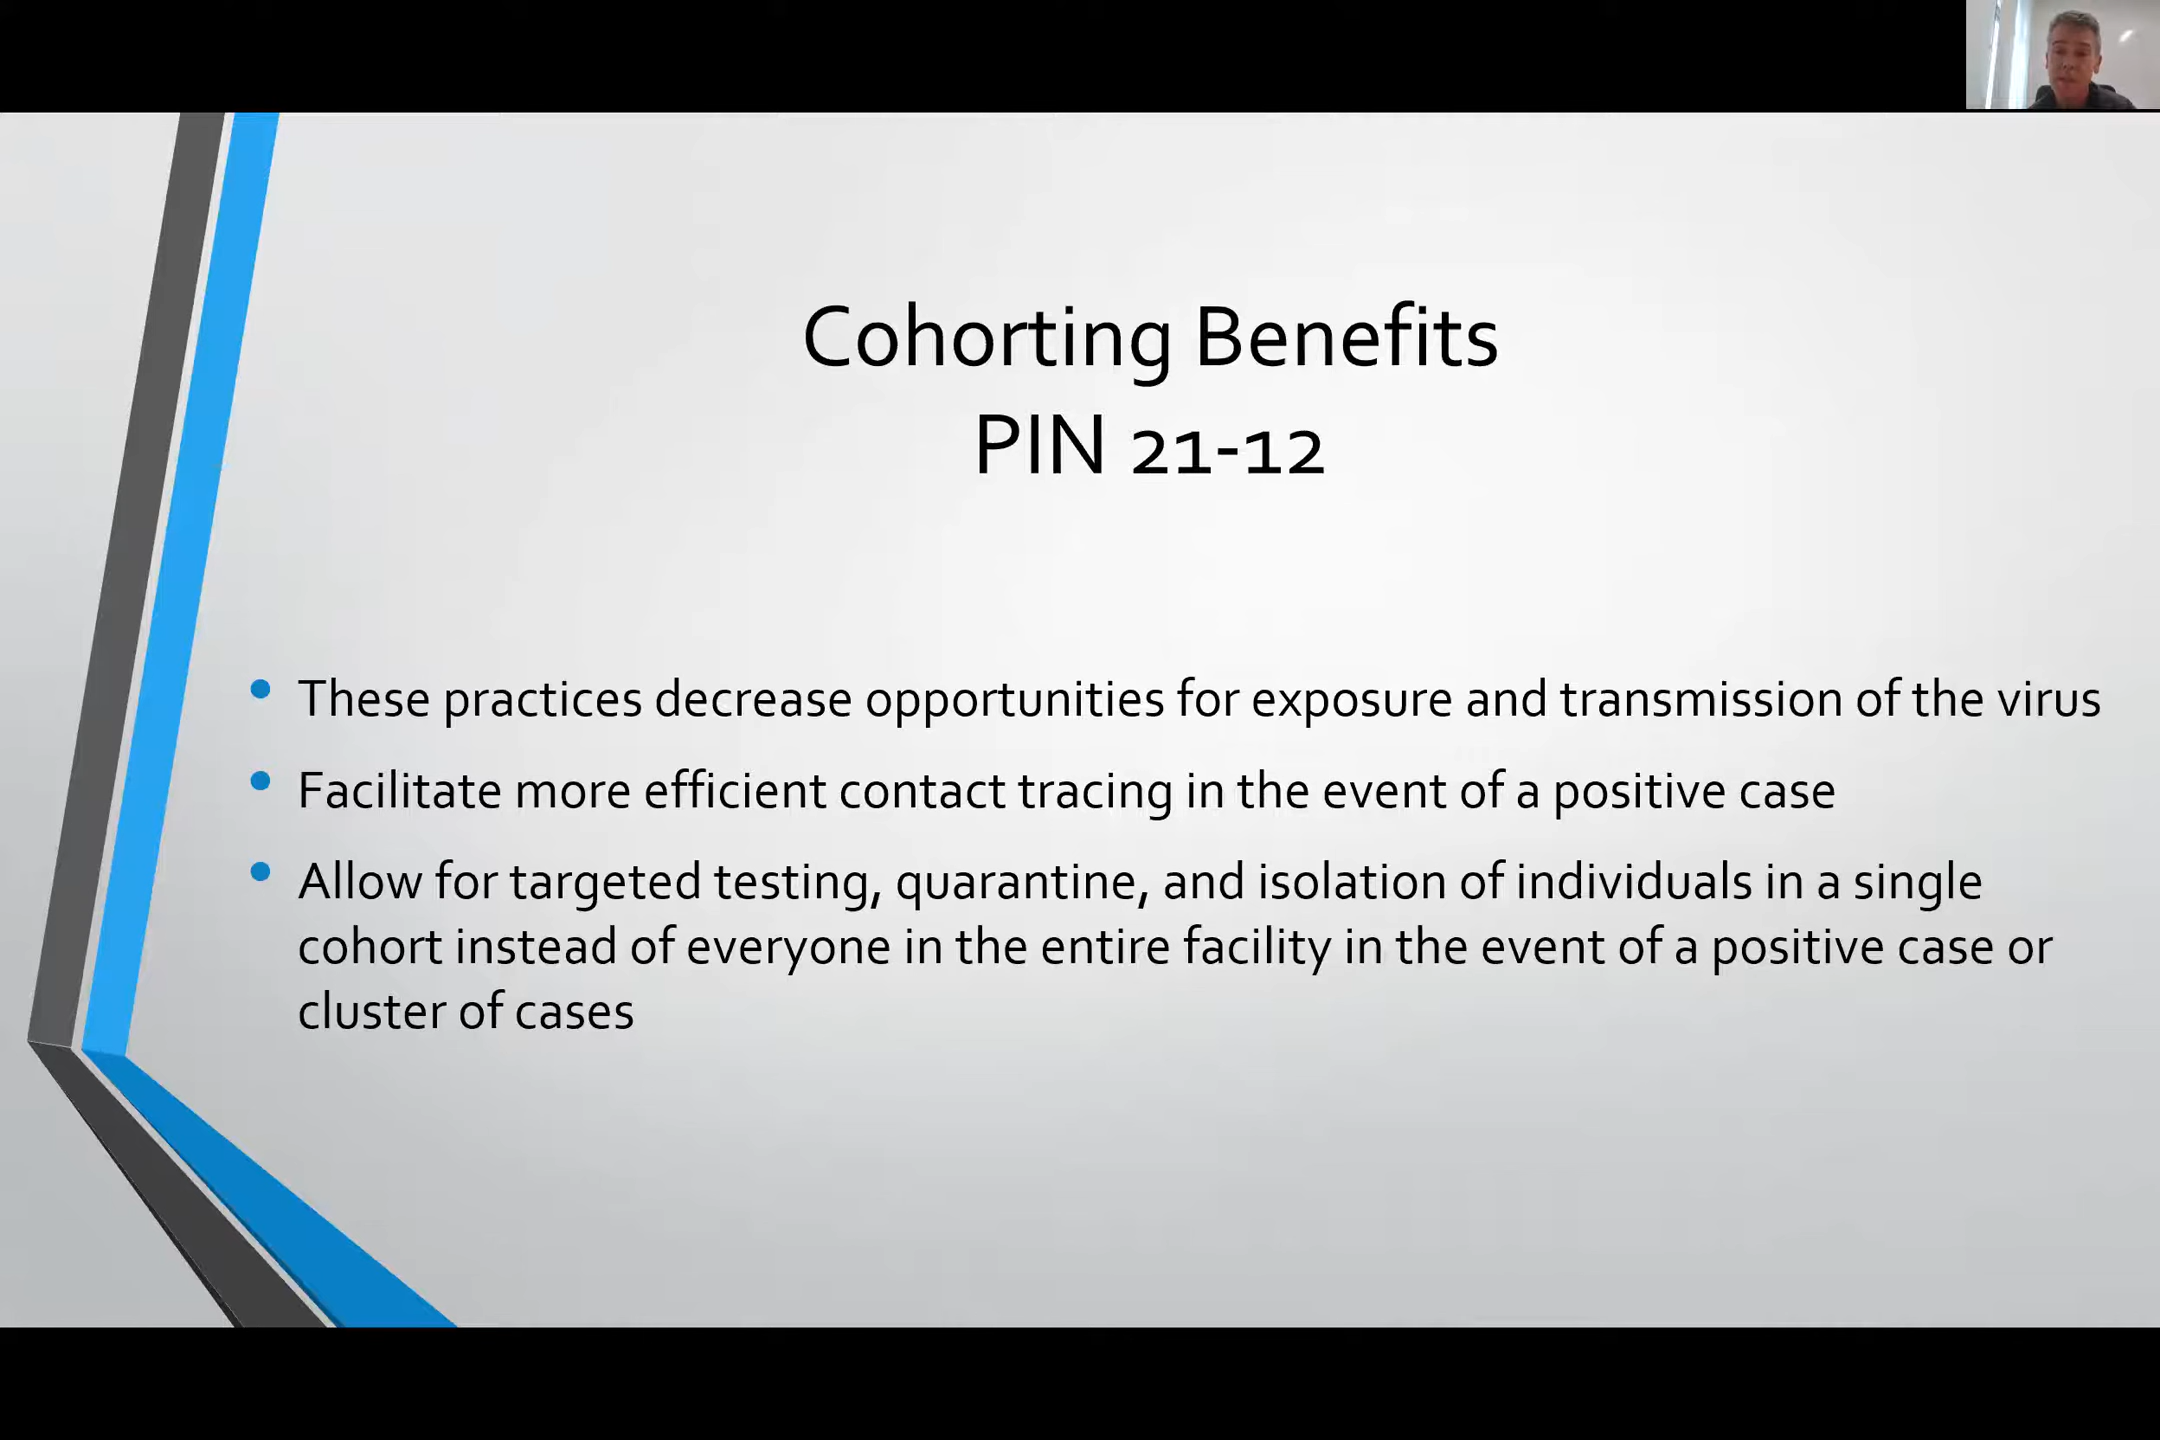 Cohorting Benefits
PIN 21-12
• These practices decrease opportunities for exposure and transmission of the virus
• Facilitate more efficient contact tracing in the event of a positive case
• Allow for targeted testing, quarantine, and isolation of individuals in a single
cohort instead of everyone in the entire facility in the event of a positive case or
cluster of cases